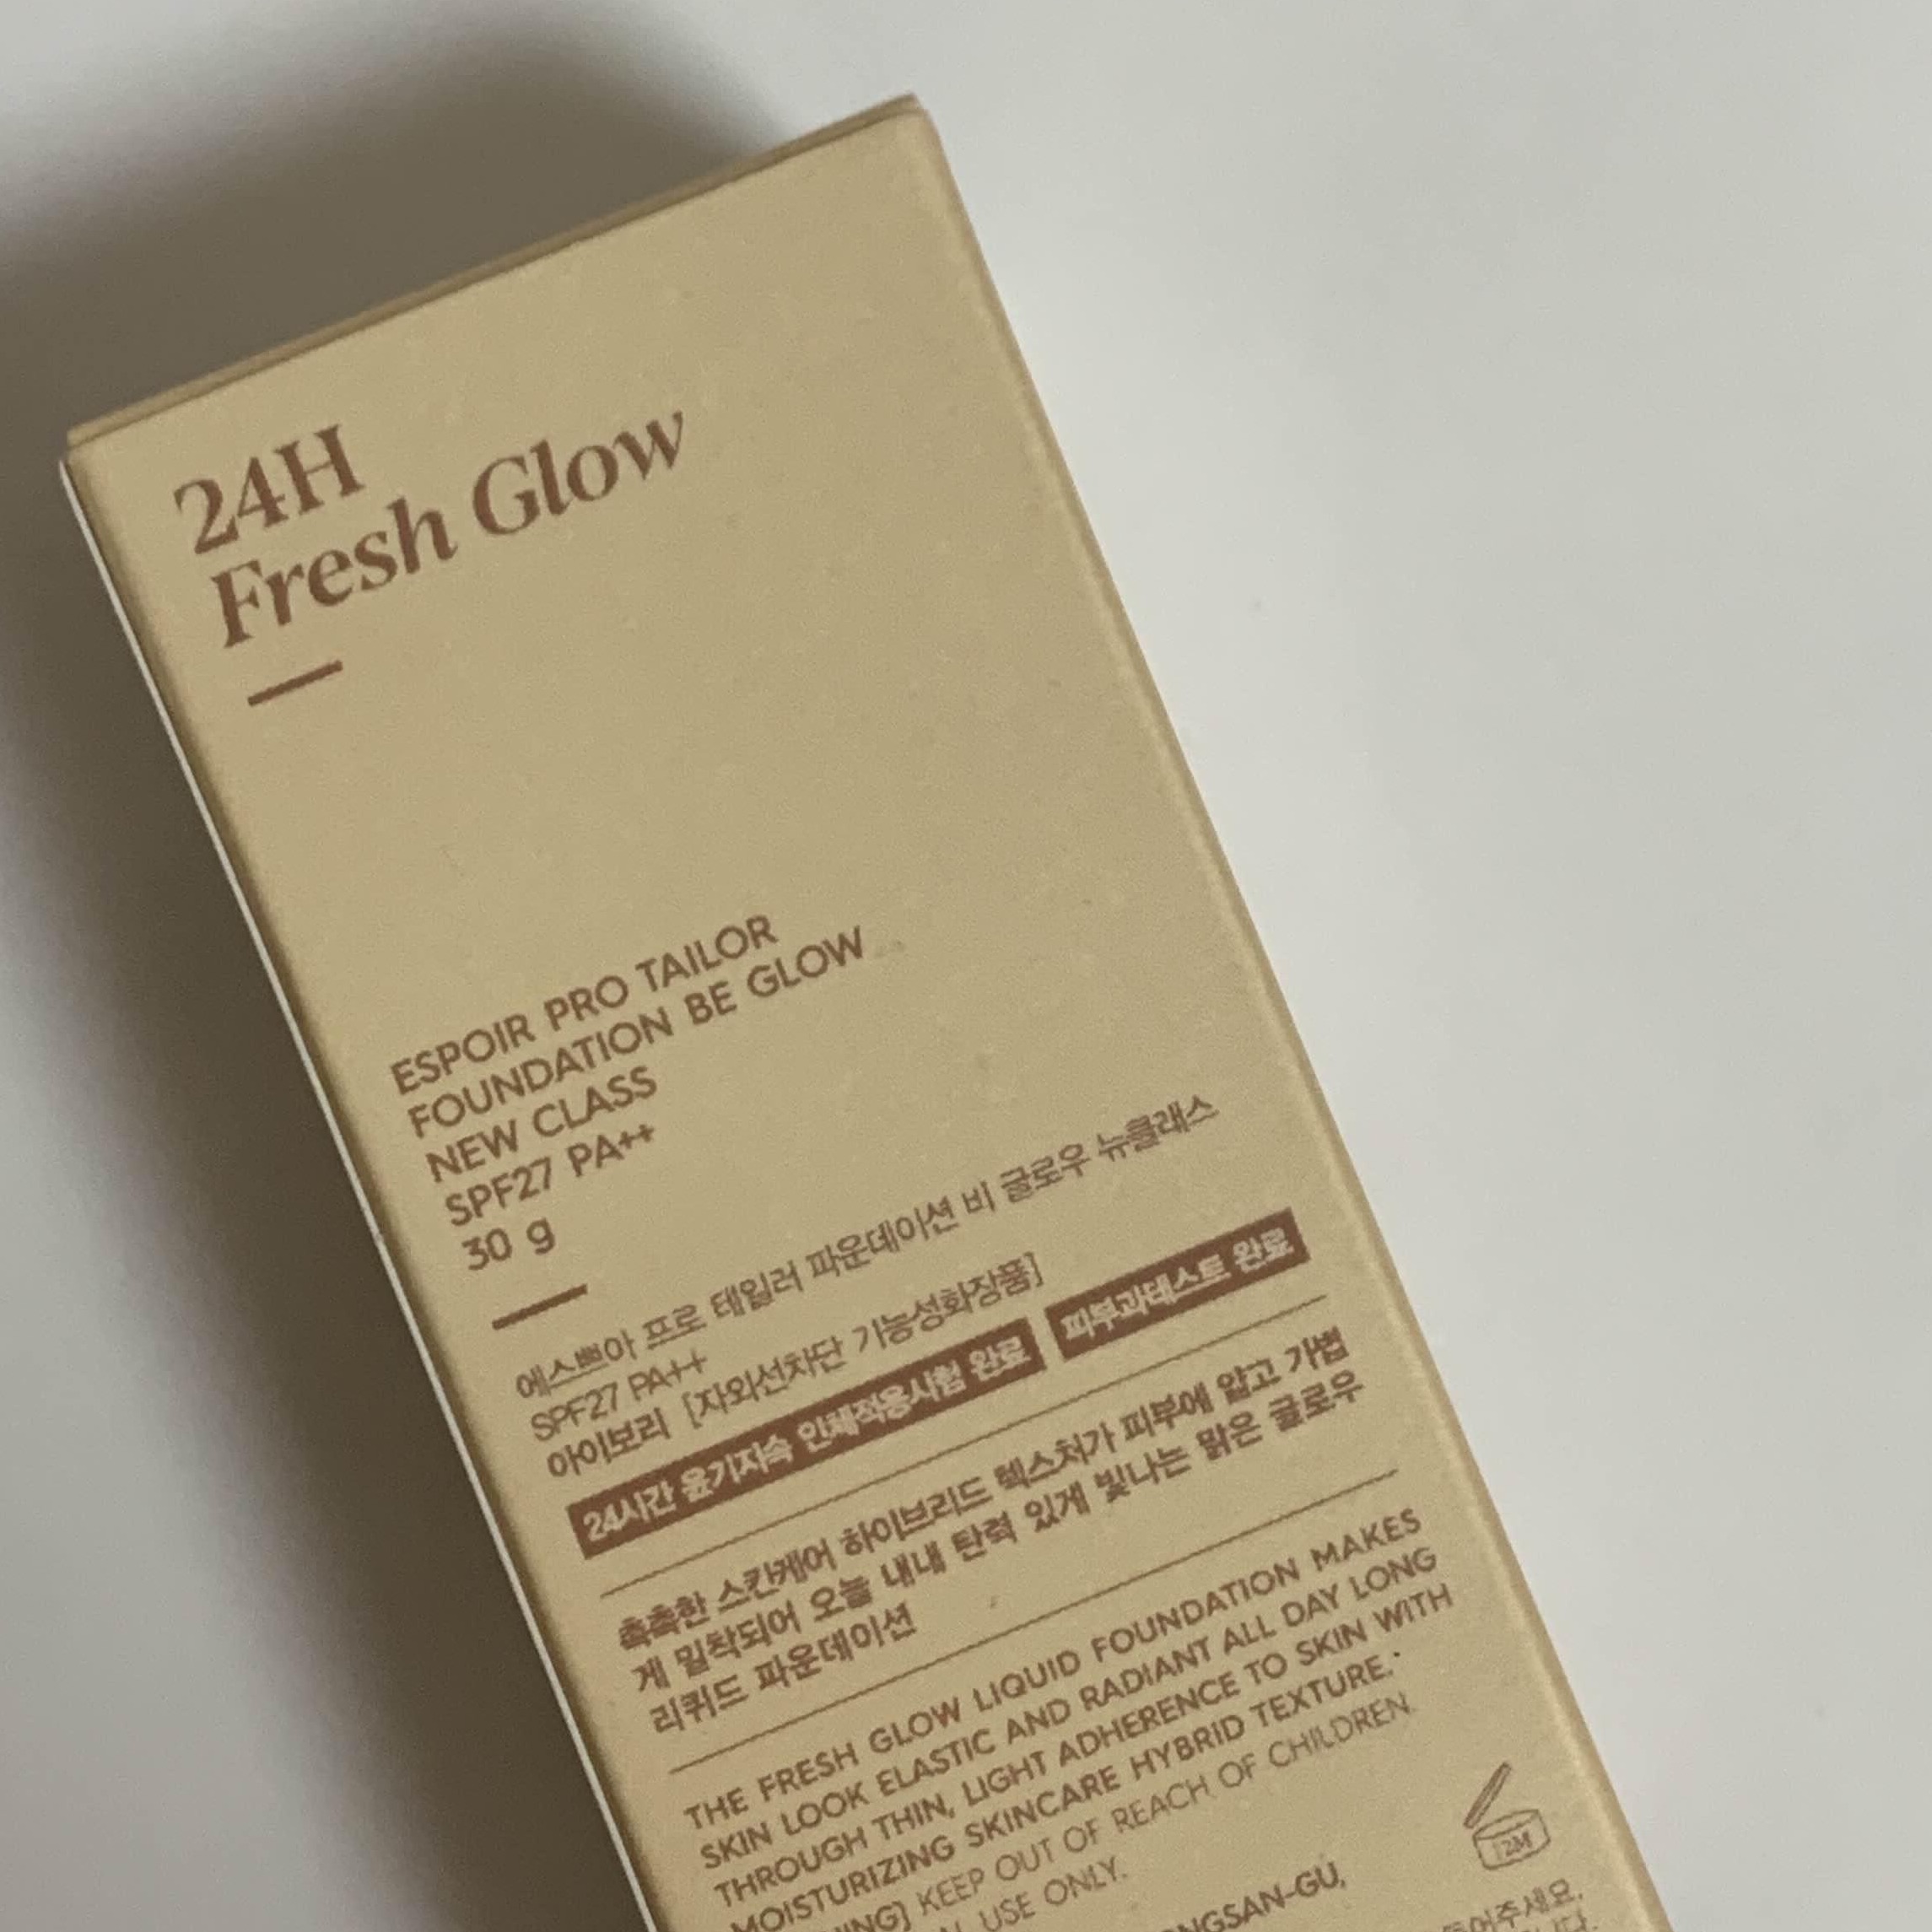 24H
Fresh Glow
ESPOIR PRO TAILOR
FOUNDATION BE GLOW
NEW CLASS
SPF27 PA++
30 g
에스쁘아 프로 테일러 파운데이션 비 글로우 뉴클래스
SPF27 PA++
아이보리 [자외선차단 기능성화장품]
24시간 윤기지속 인체적용시험 완료 피부과테스트 완료
촉촉한 스킨케어 하이브리드 텍스처가 피부에 얇고 가볍
게 밀착되어 오늘 내내 탄력 있게 빛나는 맑은 글로우
리퀴드 파운데이션
THE FRESH GLOW LIQUID FOUNDATION MAKES
SKIN LOOK ELASTIC AND RADIANT ALL DAY LONG
THROUGH THIN, LIGHT ADHERENCE TO SKIN WITH
MOISTURIZING SKINCARE HYBRID TEXTURE.
KEEP OUT OF REACH OF CHILDREN.
USE ONLY.
12M